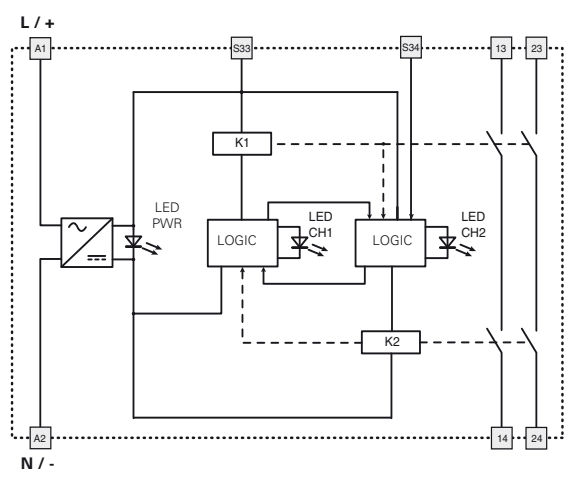 L / +
A1
S33
S34
13
23
K1
LED
PWR
LED
CH1
LED
CH2
LOGIC
LOGIC
K2
A2
14
24
N / -